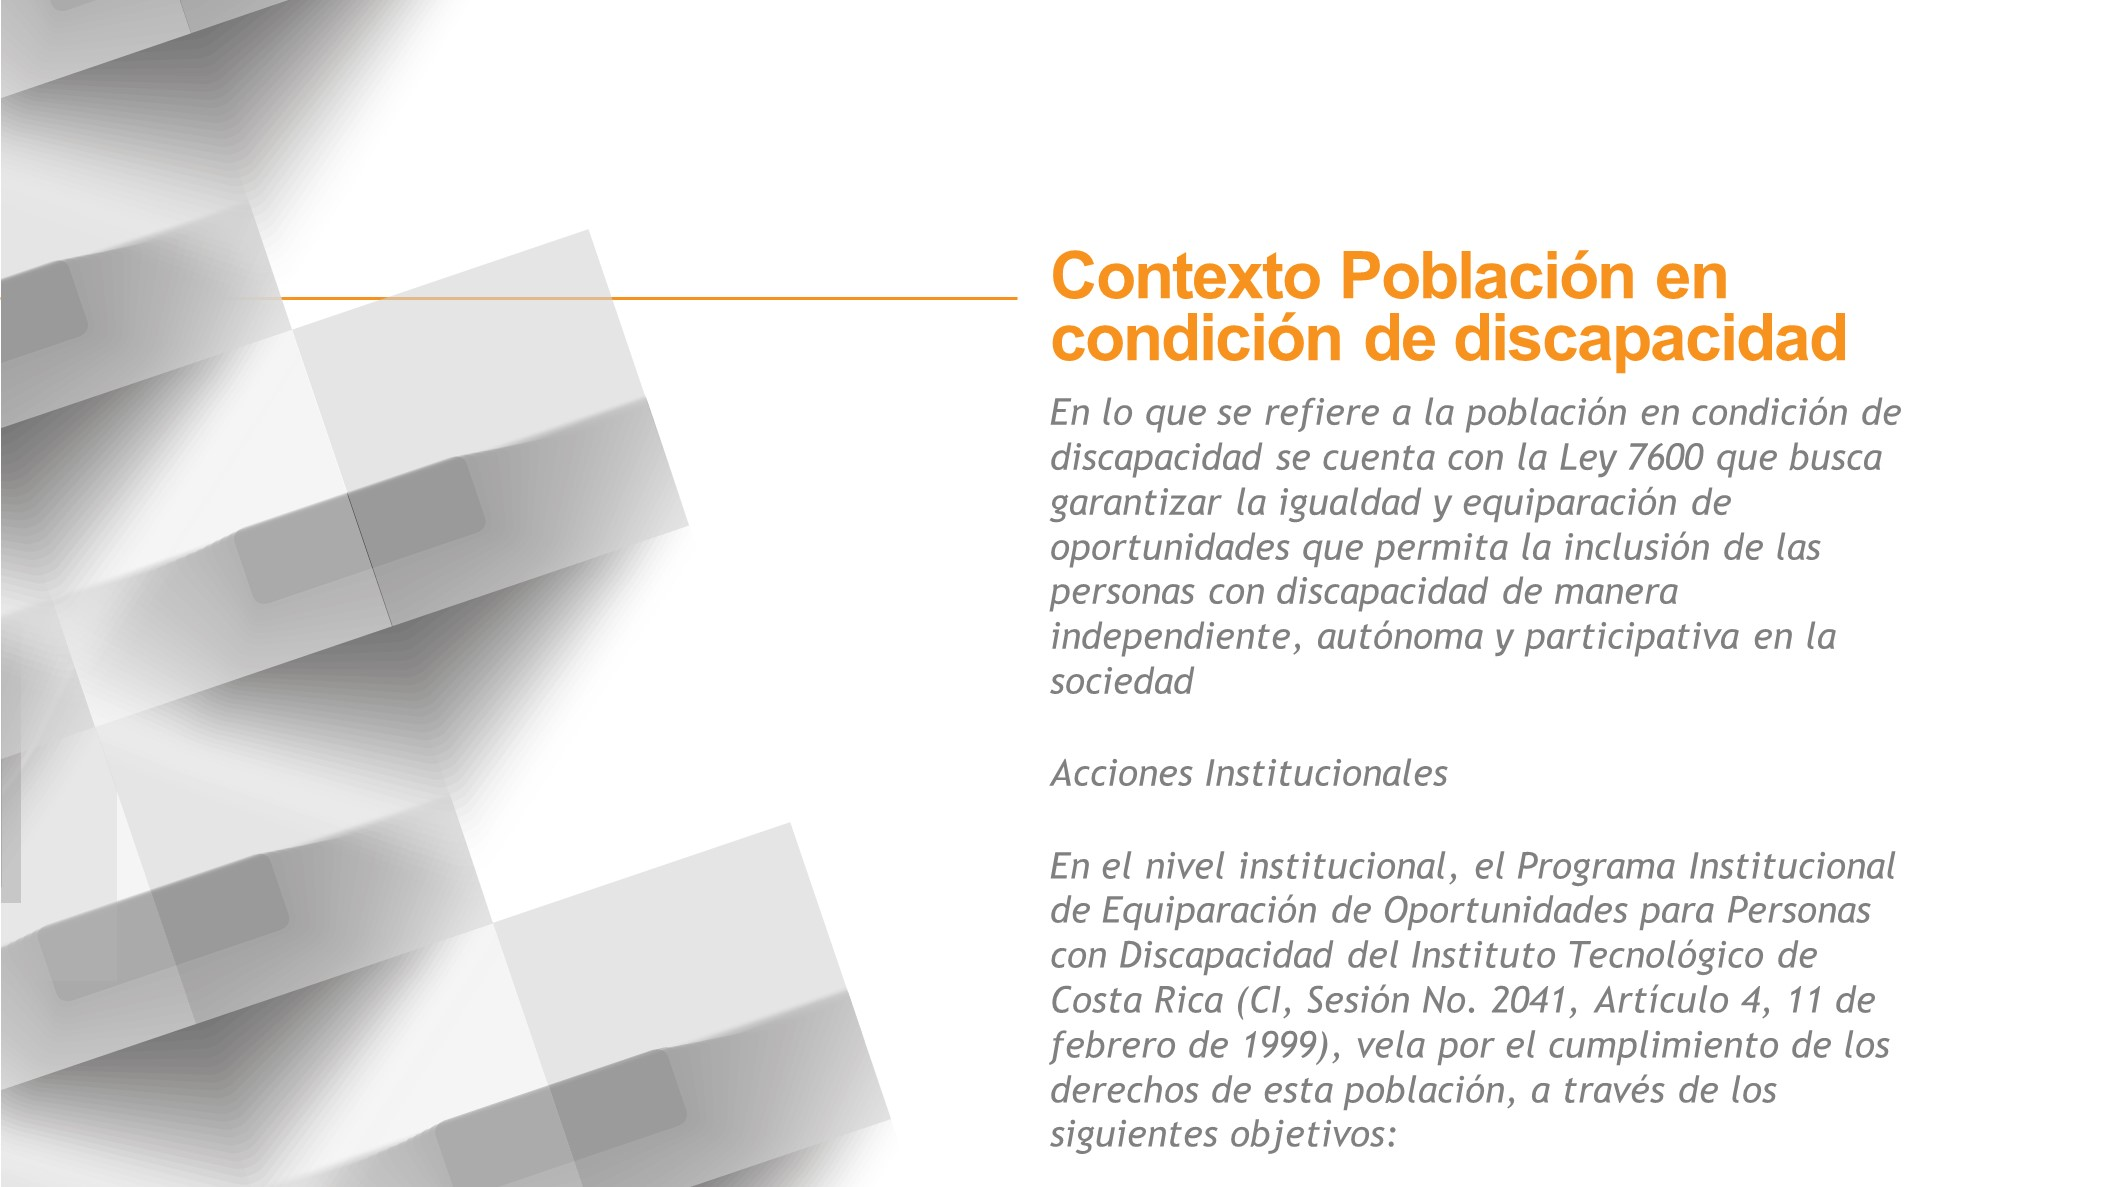 Contexto Población en
condición de discapacidad
En lo que se refiere a la población en condición de
discapacidad se cuenta con la Ley 7600 que busca
garantizar la igualdad y equiparación de
oportunidades que permita la inclusión de las
personas con discapacidad de manera
independiente, autónoma y participativa en la
sociedad
Acciones Institucionales
En el nivel institucional, el Programa Institucional
de Equiparación de Oportunidades para Personas
con Discapacidad del Instituto Tecnológico de
Costa Rica (CI, Sesión No. 2041, Artículo 4, 11 de
febrero de 1999), vela por el cumplimiento de los
derechos de esta población, a través de los
siguientes objetivos: